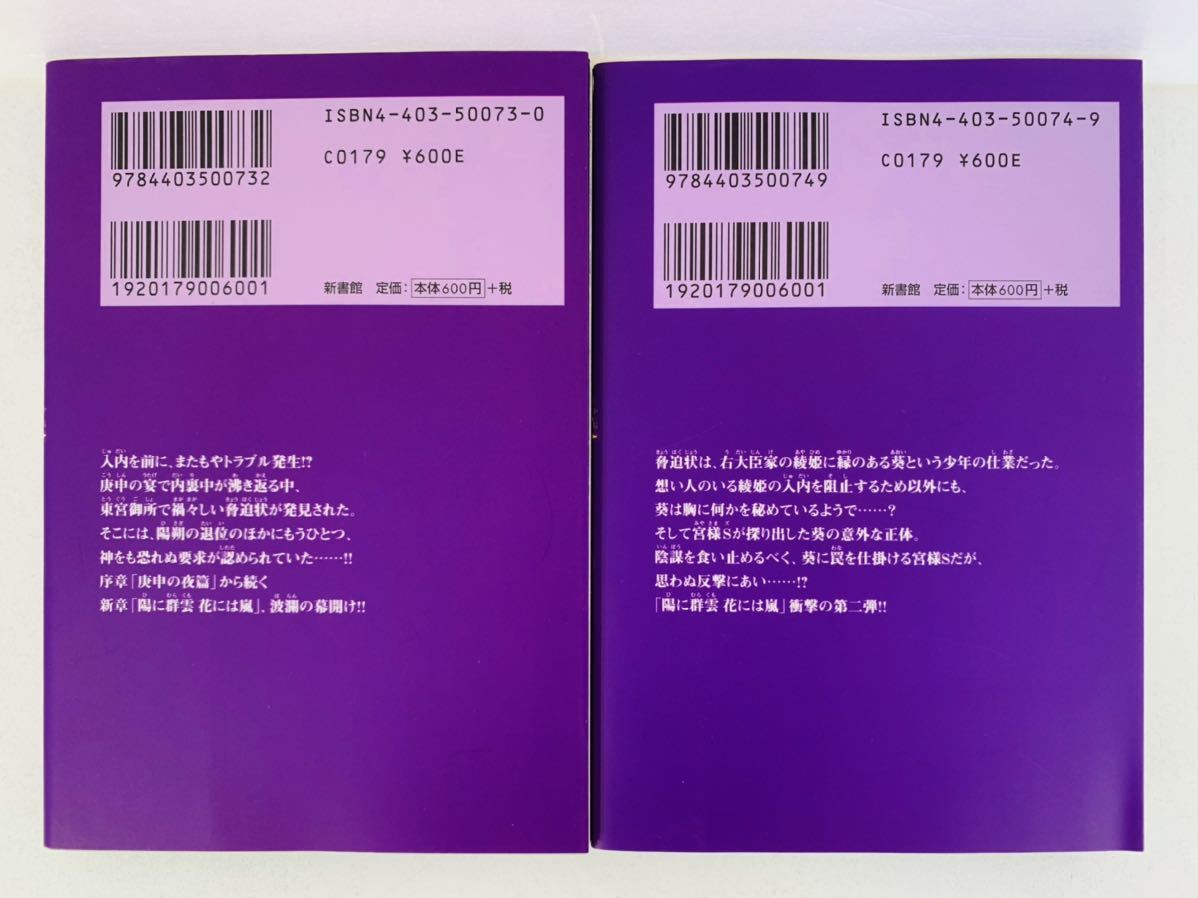 ISBN4-403-50073-0
C0179 ¥600E
9784403500732
1920179006001
新書館 定価：本体600円+税
入内を前に、またもやトラブル発生!?
庚申の宴で内裏中が沸き返る中、
東宮御所で禍々しい脅迫状が発見された。
そこには、陽朔の退位のほかにもうひとつ、
神をも恐れぬ要求が認められていた……!!
序章「庚申の夜篇」から続く
新章「陽に群雲 花には嵐」、波瀾の幕開け!!
ISBN4-403-50074-9
C0179 ¥600E
9784403500749
1920179006001
新書館 定価：本体600円+税
脅迫状は、右大臣家の綾姫に縁のある葵という少年の仕業だった。
想い人のいる綾姫の入内を阻止するため以外にも、
葵は胸に何かを秘めているようで……?
そして宮様Sが探り出した葵の意外な正体。
陰謀を食い止めるべく、葵に罠を仕掛ける宮様Sだが、
思わぬ反撃にあい……!?
「陽に群雲 花には嵐」衝撃の第二弾!!